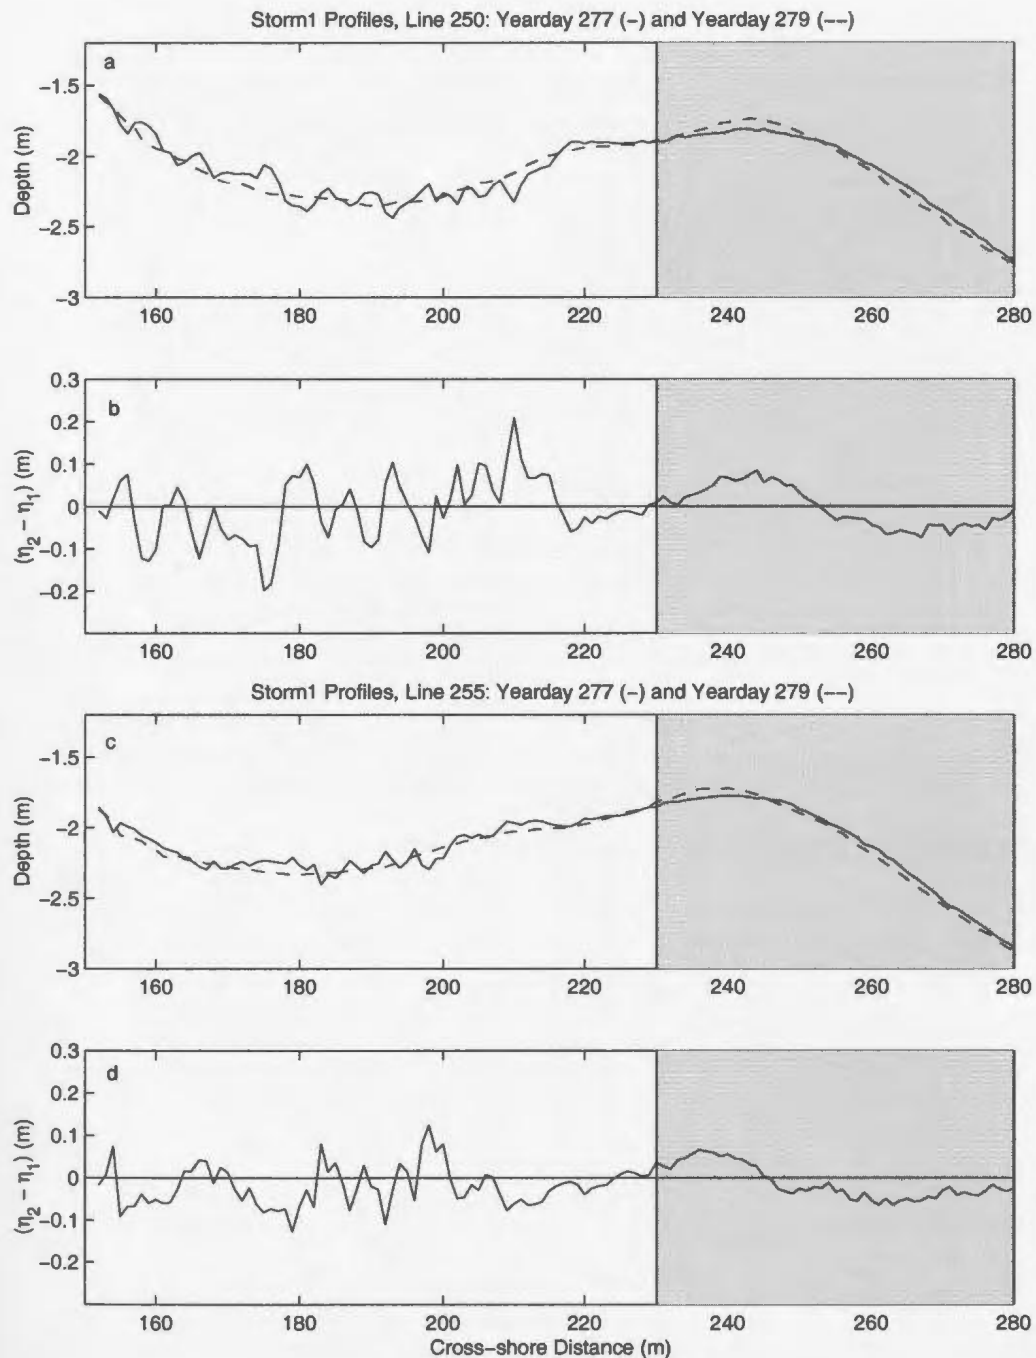 Storm1 Profiles, Line 250: Yearday 277 (-) and Yearday 279 (--)
a
Depth (m)
-1.5
-2
-2.5
-3
160 180 200 220 240 260 280
b
(η2 − η1) (m)
0.3
0.2
0.1
0
-0.1
-0.2
160 180 200 220 240 260 280
Storm1 Profiles, Line 255: Yearday 277 (-) and Yearday 279 (--)
c
Depth (m)
-1.5
-2
-2.5
-3
160 180 200 220 240 260 280
d
(η2 − η1) (m)
0.3
0.2
0.1
0
-0.1
-0.2
160 180 200 220 240 260 280
Cross-shore Distance (m)